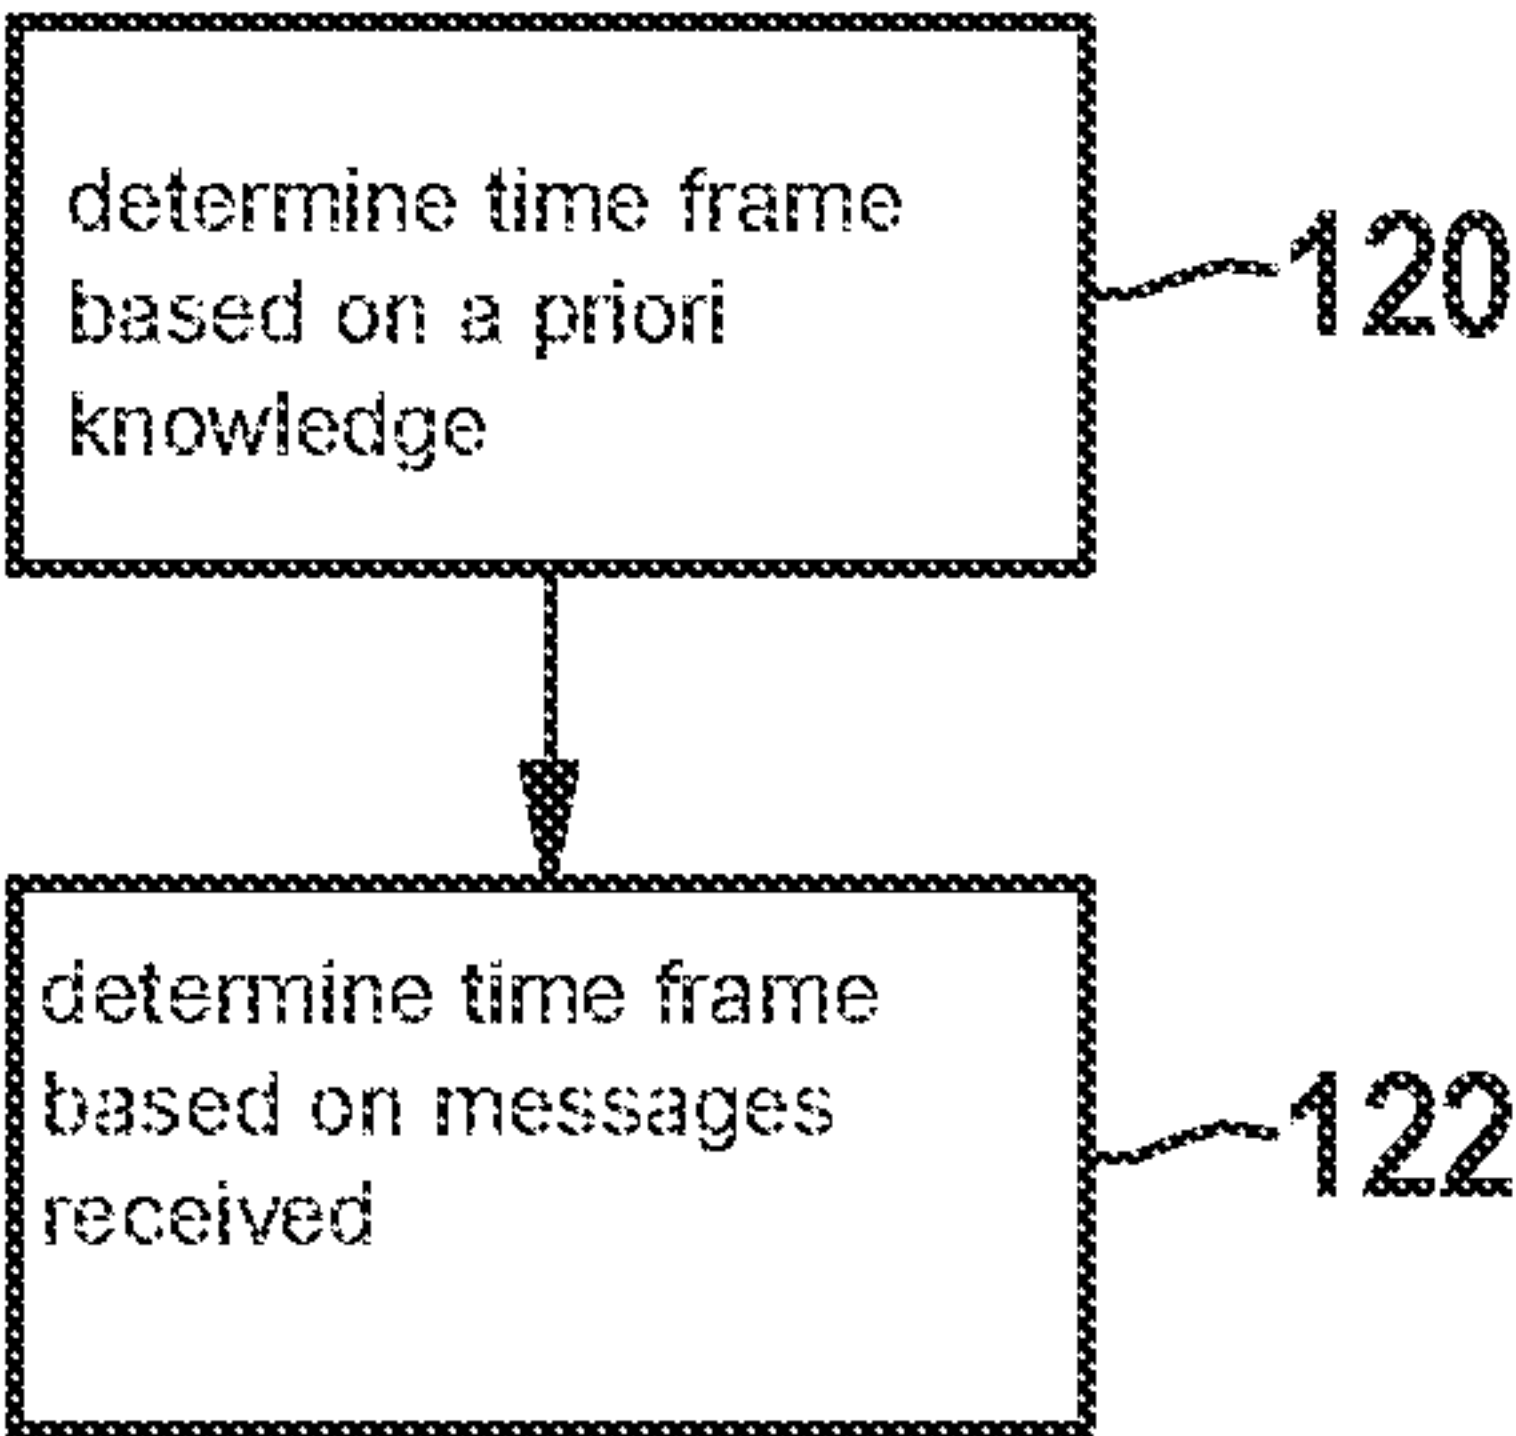 determine time frame
based on a priori
knowledge
120
determine time frame
based on messages
received
122